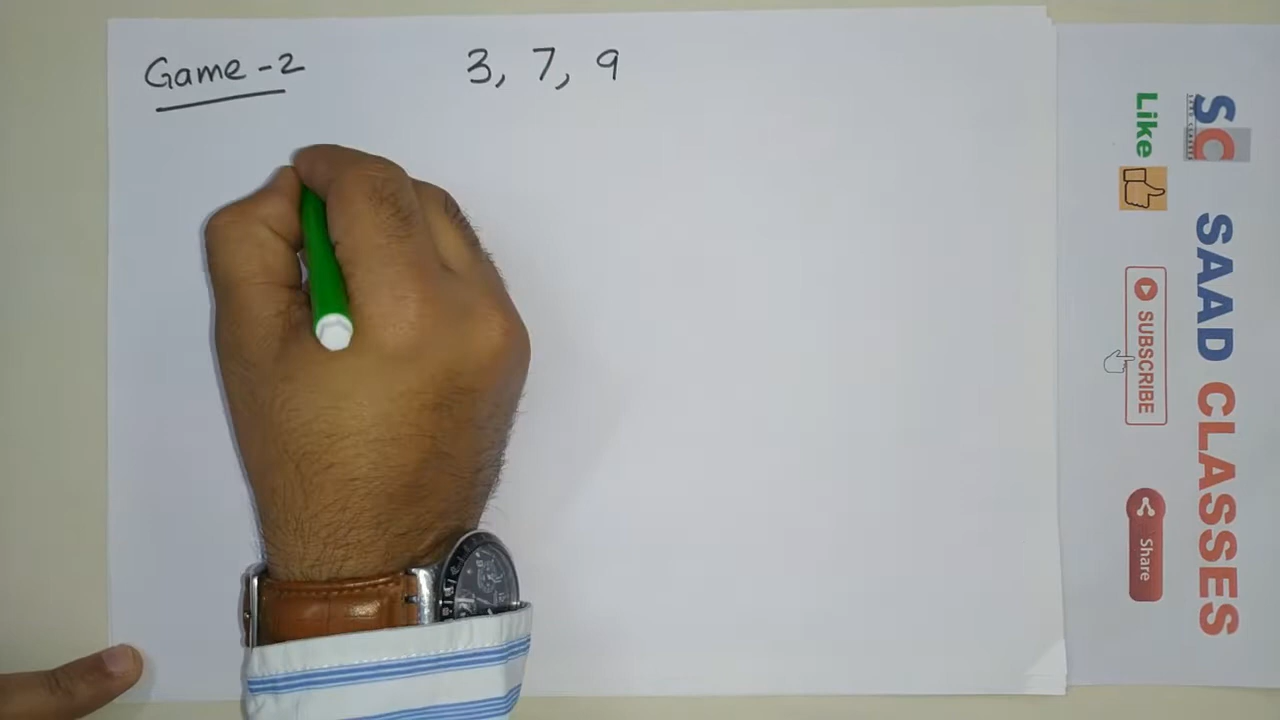 Game-2 3, 7, 9
Like
SUBSCRIBE
Share
SC
SAAD CLASSES